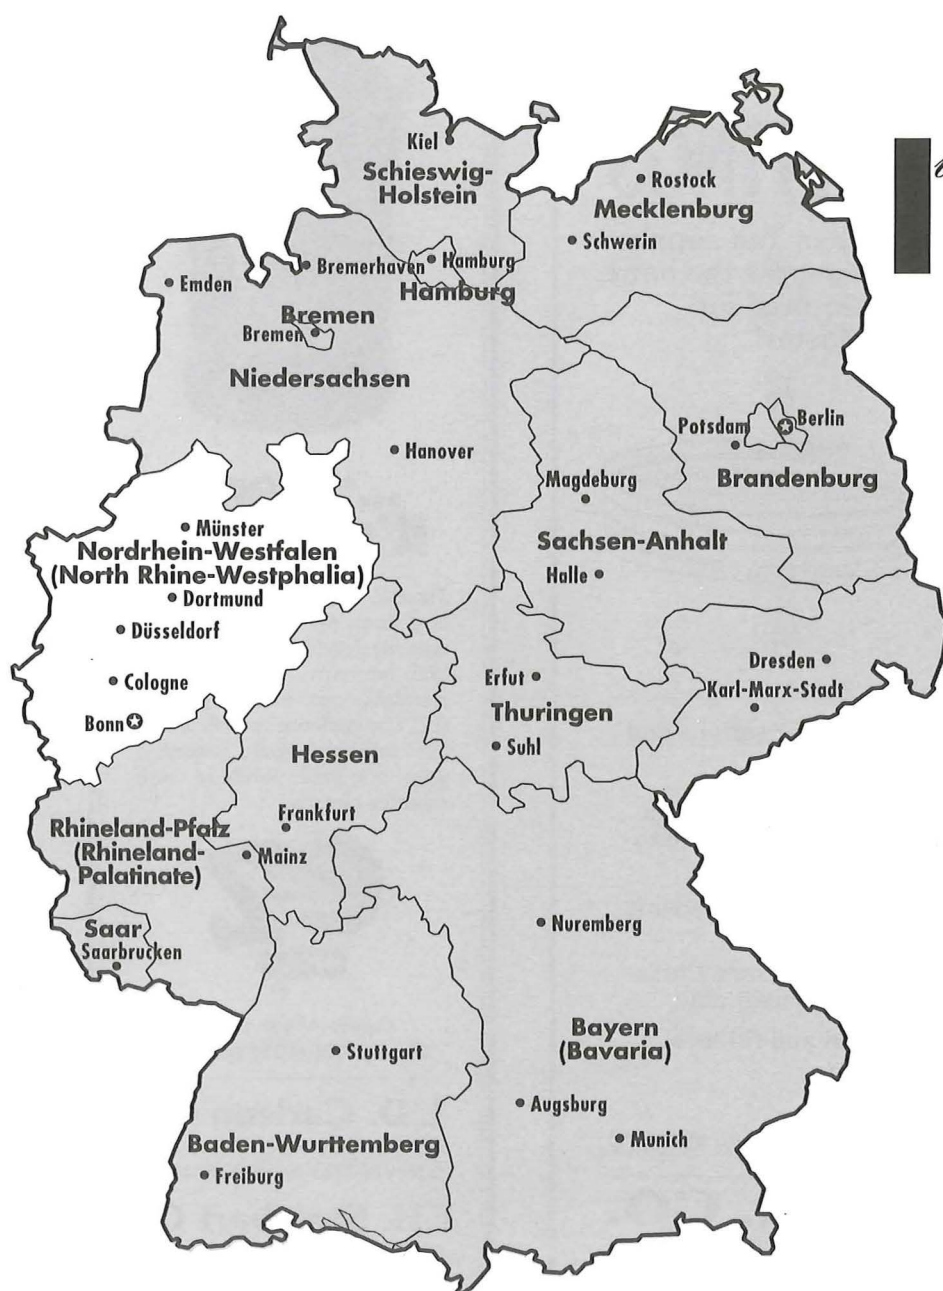 Kiel
Schieswig-
Holstein
Rostock
Mecklenburg
Schwerin
Bremerhaven
Hamburg
Hamburg
Emden
Bremen
Bremen
Niedersachsen
Hanover
Potsdam
Berlin
Brandenburg
Magdeburg
Sachsen-Anhalt
Halle
Münster
Nordrhein-Westfalen
(North Rhine-Westphalia)
Dortmund
Düsseldorf
Cologne
Bonn
Erfut
Thuringen
Suhl
Dresden
Karl-Marx-Stadt
Hessen
Frankfurt
Rhineland-Pfalz
(Rhineland-
Palatinate)
Mainz
Saar
Saarbrucken
Nuremberg
Bayern
(Bavaria)
Stuttgart
Augsburg
Munich
Baden-Wurttemberg
Freiburg